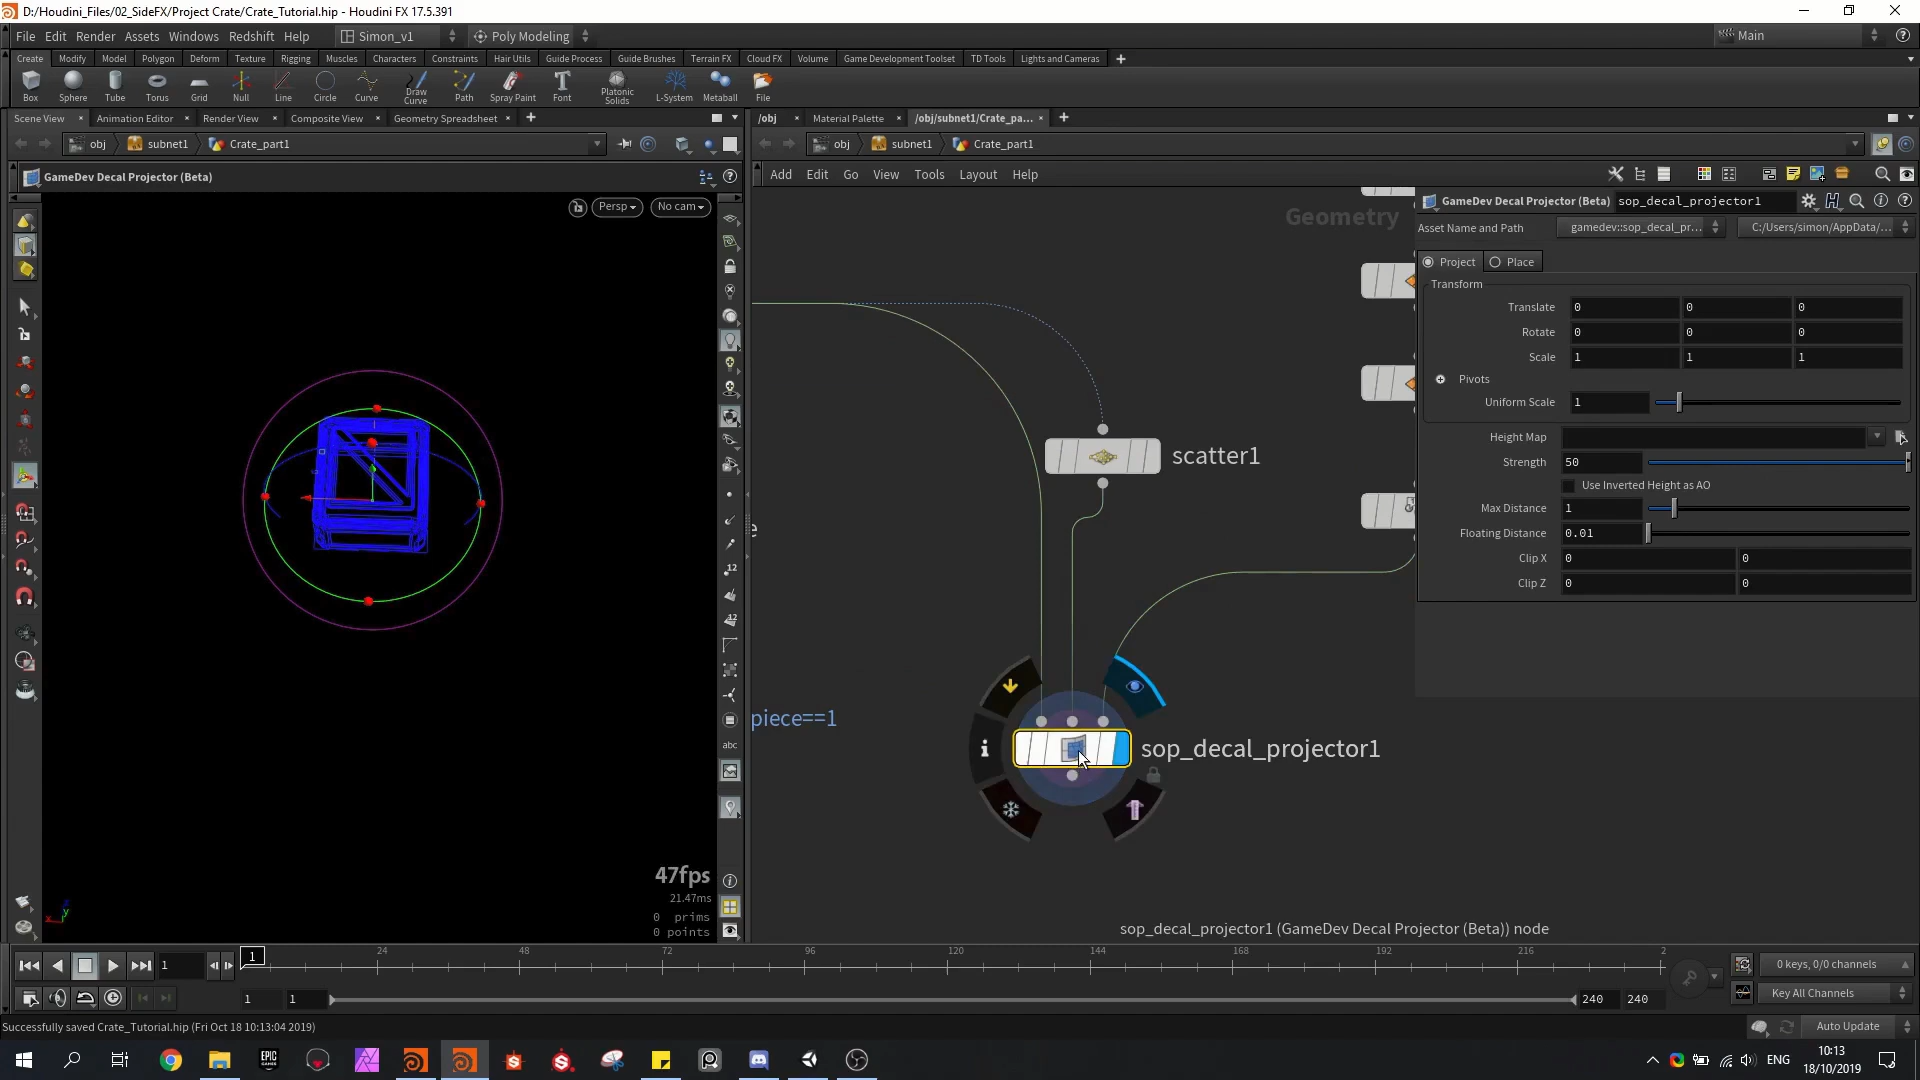 D:/Houdini_Files/02_SideFX/Project Crate/Crate_Tutorial.hip - Houdini FX 17.5.391
File Edit Render Assets Windows Redshift Help Simon_v1 Poly Modeling Main
Create Modify Model Polygon Deform Texture Rigging Muscles Characters Constraints Hair Utils Guide Process Guide Brushes Terrain FX Cloud FX Volume Game Development Toolset TD Tools Lights and Cameras
Box Sphere Tube Torus Grid Null Line Circle Curve Draw Curve Path Spray Paint Font Platonic Solids L-System Metaball File
Scene View Animation Editor Render View Composite View Geometry Spreadsheet
/obj Material Palette /obj/subnet1/Crate_pa...
obj subnet1 Crate_part1
obj subnet1 Crate_part1
GameDev Decal Projector (Beta)
Add Edit Go View Tools Layout Help
Persp No cam
Geometry
GameDev Decal Projector (Beta) sop_decal_projector1
Asset Name and Path gamedev::sop_decal_pr... C:/Users/simon/AppData/...
Project Place
Transform
Translate 0 0 0
Rotate 0 0 0
Scale 1 1 1
Pivots
Uniform Scale 1
Height Map
Strength 50
Use Inverted Height as AO
Max Distance 1
Floating Distance 0.01
Clip X 0 0
Clip Z 0 0
scatter1
e
piece==1
sop_decal_projector1
12
12
abc
47fps
21.47ms
0 prims
0 points
x y z
sop_decal_projector1 (GameDev Decal Projector (Beta)) node
1 1 24 48 72 96 120 144 168 192 216 2
0 keys, 0/0 channels
1 1 240 240
Key All Channels
Successfully saved Crate_Tutorial.hip (Fri Oct 18 10:13:04 2019)
Auto Update
EPIC GAMES
ENG
10:13
18/10/2019